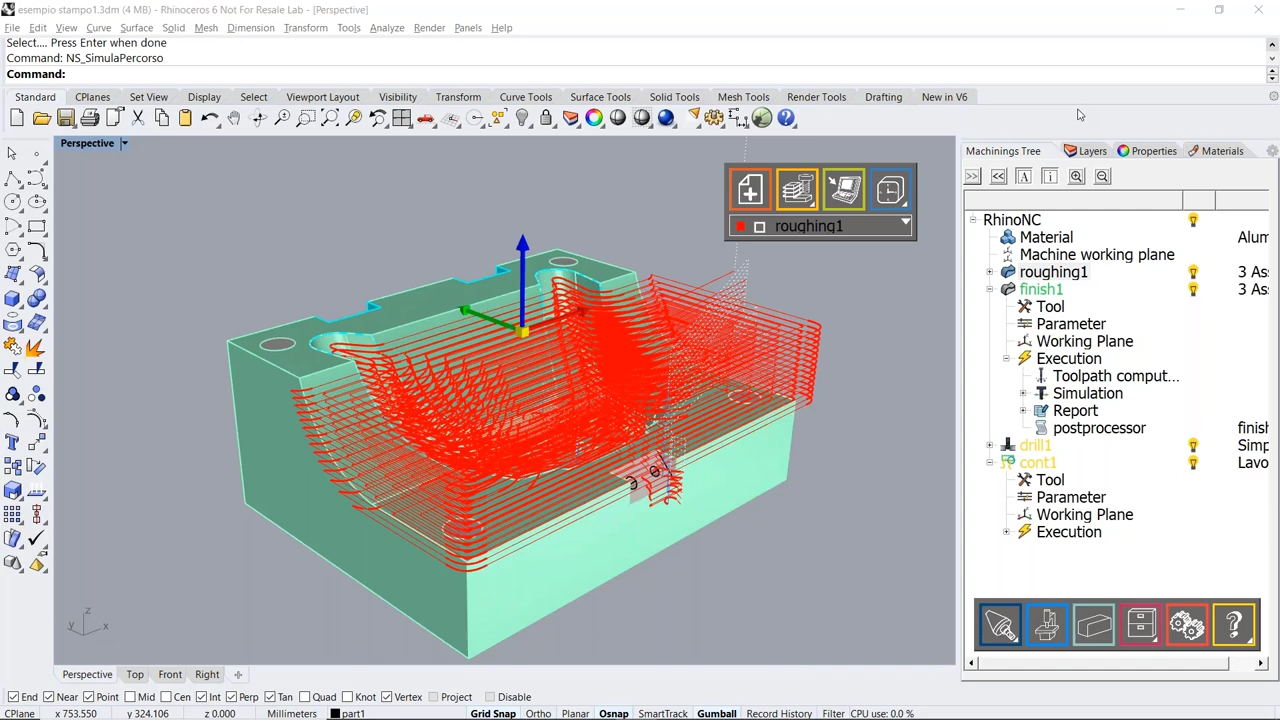 esempio stampo1.3dm (4 MB) - Rhinoceros 6 Not For Resale Lab - [Perspective]
File Edit View Curve Surface Solid Mesh Dimension Transform Tools Analyze Render Panels Help
Select.... Press Enter when done
Command: NS_SimulaPercorso
Command:
Standard CPlanes Set View Display Select Viewport Layout Visibility Transform Curve Tools Surface Tools Solid Tools Mesh Tools Render Tools Drafting New in V6
Perspective
roughing1
z
y
x
Machinings Tree Layers Properties Materials
>> << A i
RhinoNC
Material Alum
Machine working plane
roughing1 3 As
finish1 3 As
Tool
Parameter
Working Plane
Execution
Toolpath comput...
Simulation
Report
postprocessor finish
drill1 Simp
cont1 Lavo
Tool
Parameter
Working Plane
Execution
?
Perspective Top Front Right
End Near Point Mid Cen Int Perp Tan Quad Knot Vertex Project Disable
CPlane x 753.550 y 324.106 z 0.000 Millimeters part1 Grid Snap Ortho Planar Osnap SmartTrack Gumball Record History Filter CPU use: 0.0 %